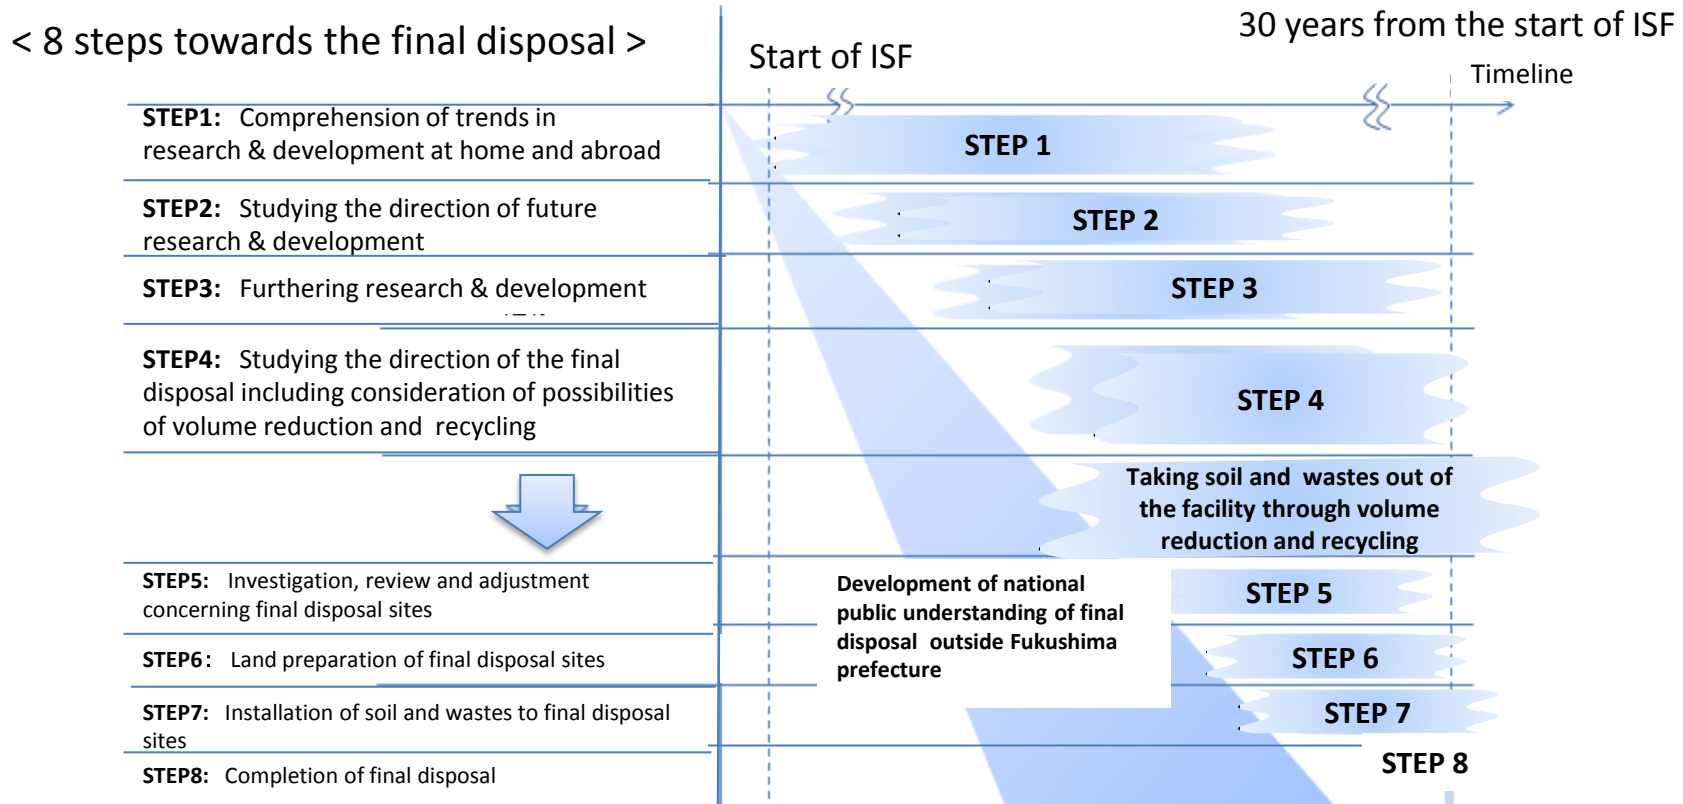 < 8 steps towards the final disposal >
Start of ISF
30 years from the start of ISF
Timeline
STEP1: Comprehension of trends in
research & development at home and abroad
STEP 1
STEP2: Studying the direction of future
research & development
STEP 2
STEP3: Furthering research & development
STEP 3
STEP4: Studying the direction of the final
disposal including consideration of possibilities
of volume reduction and recycling
STEP 4
Taking soil and wastes out of
the facility through volume
reduction and recycling
STEP5: Investigation, review and adjustment
concerning final disposal sites
Development of national
public understanding of final
disposal outside Fukushima
prefecture
STEP 5
STEP6: Land preparation of final disposal sites
STEP 6
STEP7: Installation of soil and wastes to final disposal
sites
STEP 7
STEP8: Completion of final disposal
STEP 8